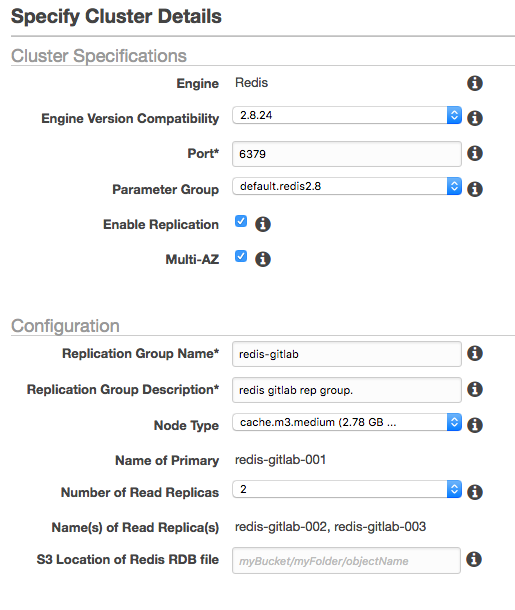 Specify Cluster Details
Cluster Specifications
Engine Redis
Engine Version Compatibility 2.8.24
Port* 6379
Parameter Group default.redis2.8
Enable Replication
Multi-AZ
Configuration
Replication Group Name* redis-gitlab
Replication Group Description* redis gitlab rep group.
Node Type cache.m3.medium (2.78 GB ...
Name of Primary redis-gitlab-001
Number of Read Replicas 2
Name(s) of Read Replica(s) redis-gitlab-002, redis-gitlab-003
S3 Location of Redis RDB file myBucket/myFolder/objectName